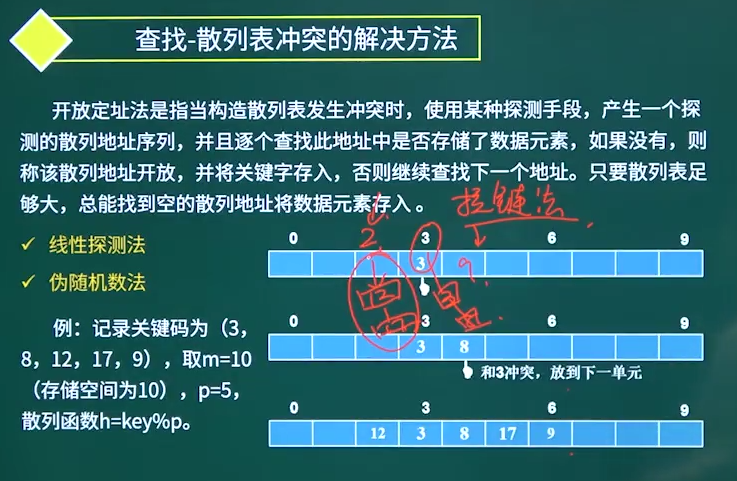 查找-散列表冲突的解决方法
开放定址法是指当构造散列表发生冲突时，使用某种探测手段，产生一个探
测的散列地址序列，并且逐个查找此地址中是否存储了数据元素，如果没有，则
称该散列地址开放，并将关键字存入，否则继续查找下一个地址。只要散列表足
够大，总能找到空的散列地址将数据元素存入 。
✓ 线性探测法
✓ 伪随机数法
例：记录关键码为（3，
8，12，17，9），取m=10
（存储空间为10），p=5，
散列函数h=key%p。
拉链法
2
0 3 6 9
3
0 3 6 9
3 8
和3冲突，放到下一单元
0 3 6 9
12 3 8 17 9